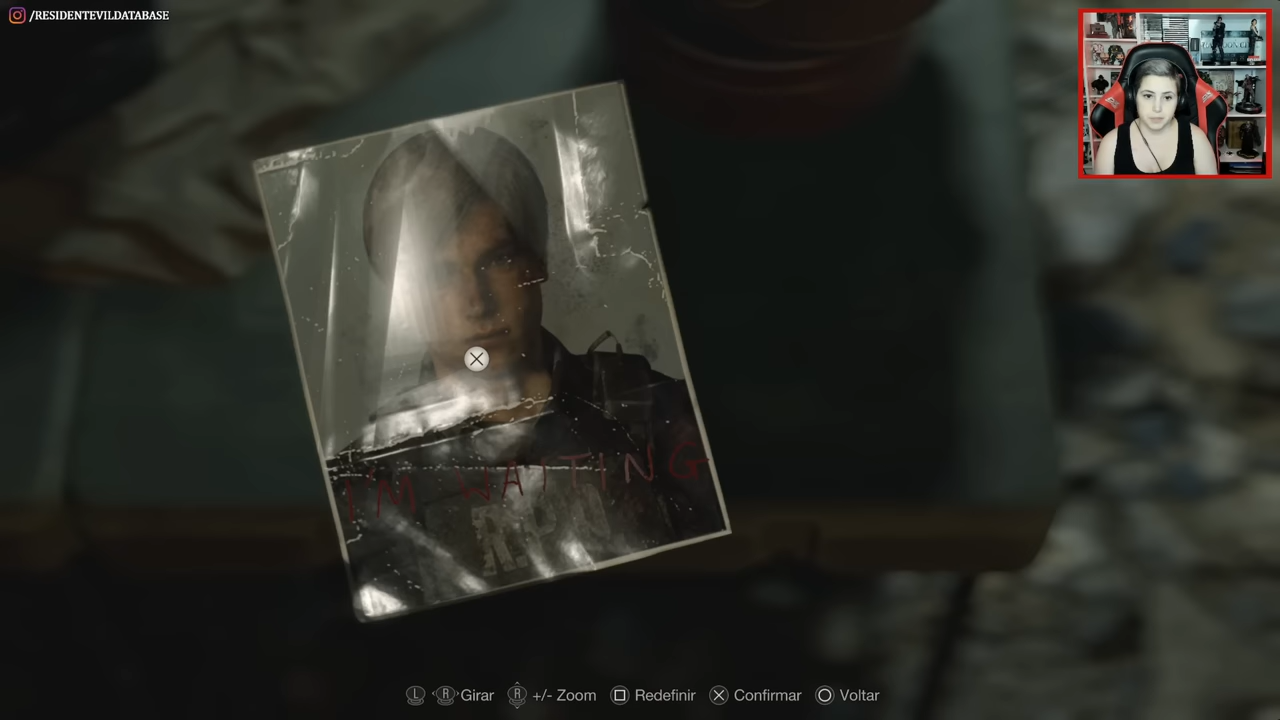 /RESIDENTEVILDATABASE
I'M WAITING
R.P.D.
L R Girar R +/- Zoom Redefinir Confirmar Voltar